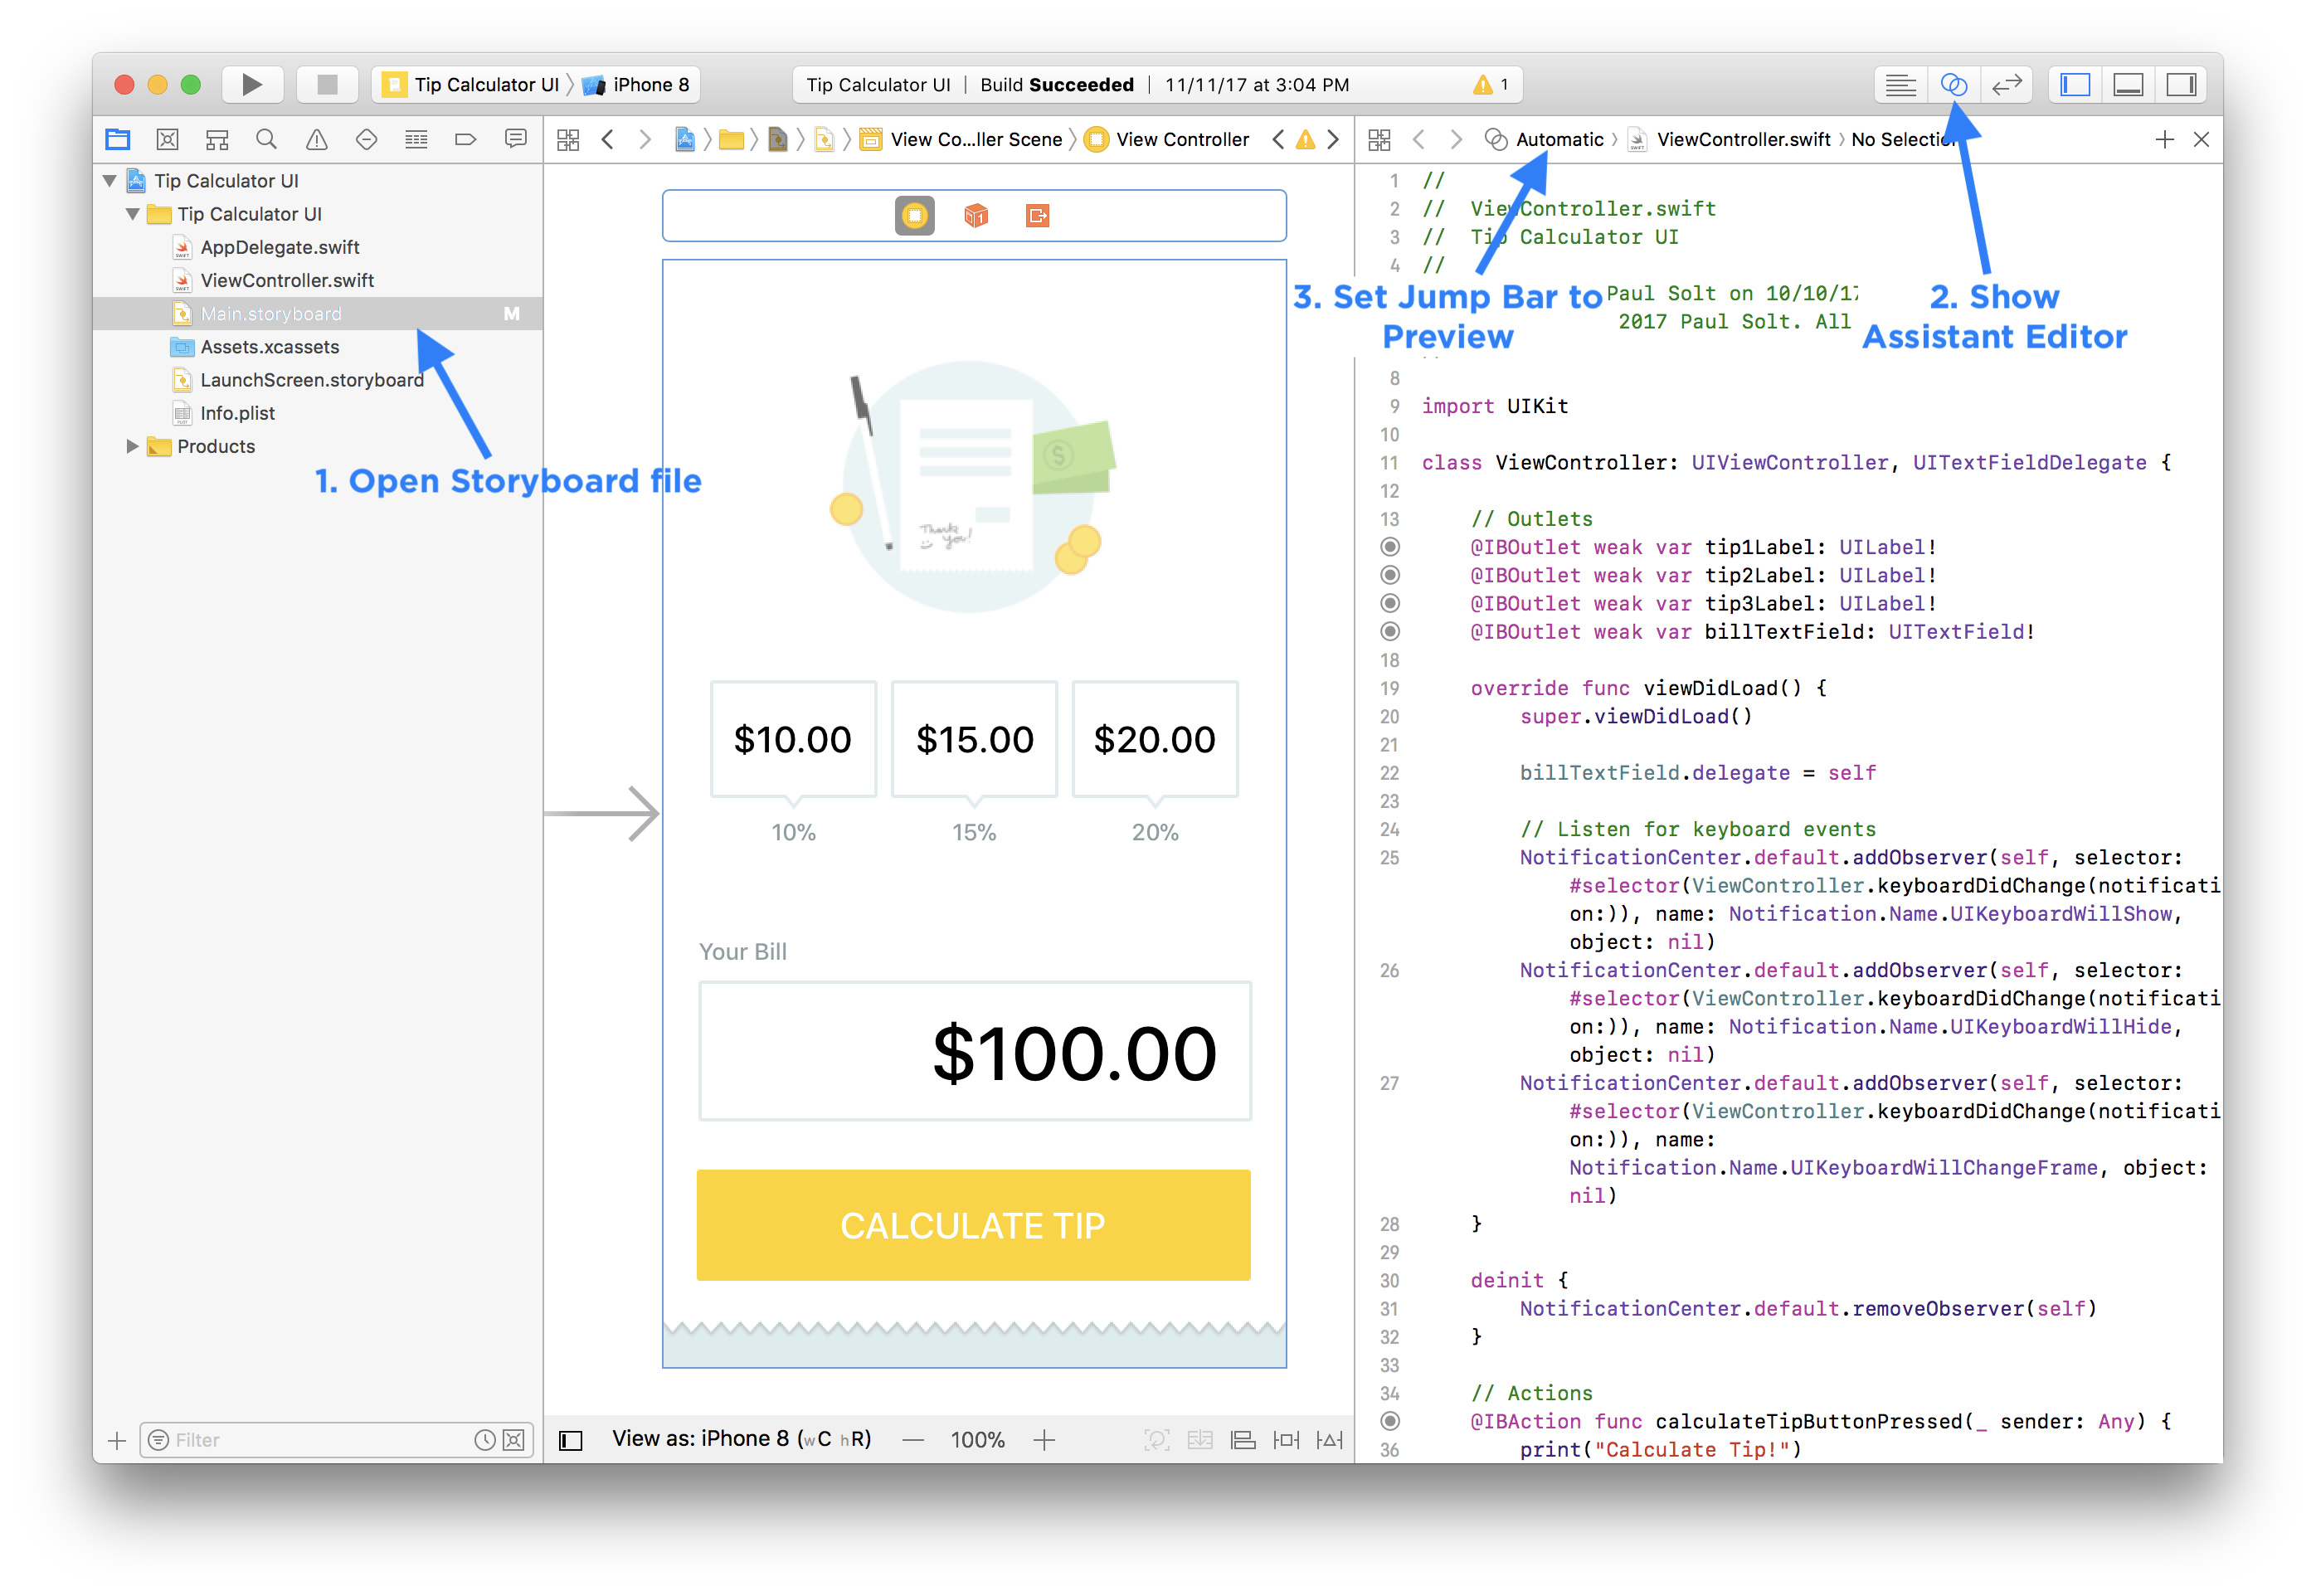 Tip Calculator UI
iPhone 8
Tip Calculator UI | Build Succeeded | 11/11/17 at 3:04 PM
1
View Co...ller Scene
View Controller
Automatic
ViewController.swift
No Selection
Tip Calculator UI
Tip Calculator UI
AppDelegate.swift
ViewController.swift
Main.storyboard
M
Assets.xcassets
LaunchScreen.storyboard
Info.plist
Products
1. Open Storyboard file
Filter
Thank you!
$
$10.00
$15.00
$20.00
10%
15%
20%
Your Bill
$100.00
CALCULATE TIP
View as: iPhone 8 (wC hR)
100%
3. Set Jump Bar to
Preview
2. Show
Assistant Editor
1 //
2 // ViewController.swift
3 // Tip Calculator UI
4 //
Paul Solt on 10/10/17
2017 Paul Solt. All
8
9 import UIKit
10
11 class ViewController: UIViewController, UITextFieldDelegate {
12
13 // Outlets
@IBOutlet weak var tip1Label: UILabel!
@IBOutlet weak var tip2Label: UILabel!
@IBOutlet weak var tip3Label: UILabel!
@IBOutlet weak var billTextField: UITextField!
18
19 override func viewDidLoad() {
20 super.viewDidLoad()
21
22 billTextField.delegate = self
23
24 // Listen for keyboard events
25 NotificationCenter.default.addObserver(self, selector:
#selector(ViewController.keyboardDidChange(notificati
on:)), name: Notification.Name.UIKeyboardWillShow,
object: nil)
26 NotificationCenter.default.addObserver(self, selector:
#selector(ViewController.keyboardDidChange(notificati
on:)), name: Notification.Name.UIKeyboardWillHide,
object: nil)
27 NotificationCenter.default.addObserver(self, selector:
#selector(ViewController.keyboardDidChange(notificati
on:)), name:
Notification.Name.UIKeyboardWillChangeFrame, object:
nil)
28 }
29
30 deinit {
31 NotificationCenter.default.removeObserver(self)
32 }
33
34 // Actions
@IBAction func calculateTipButtonPressed(_ sender: Any) {
36 print("Calculate Tip!")